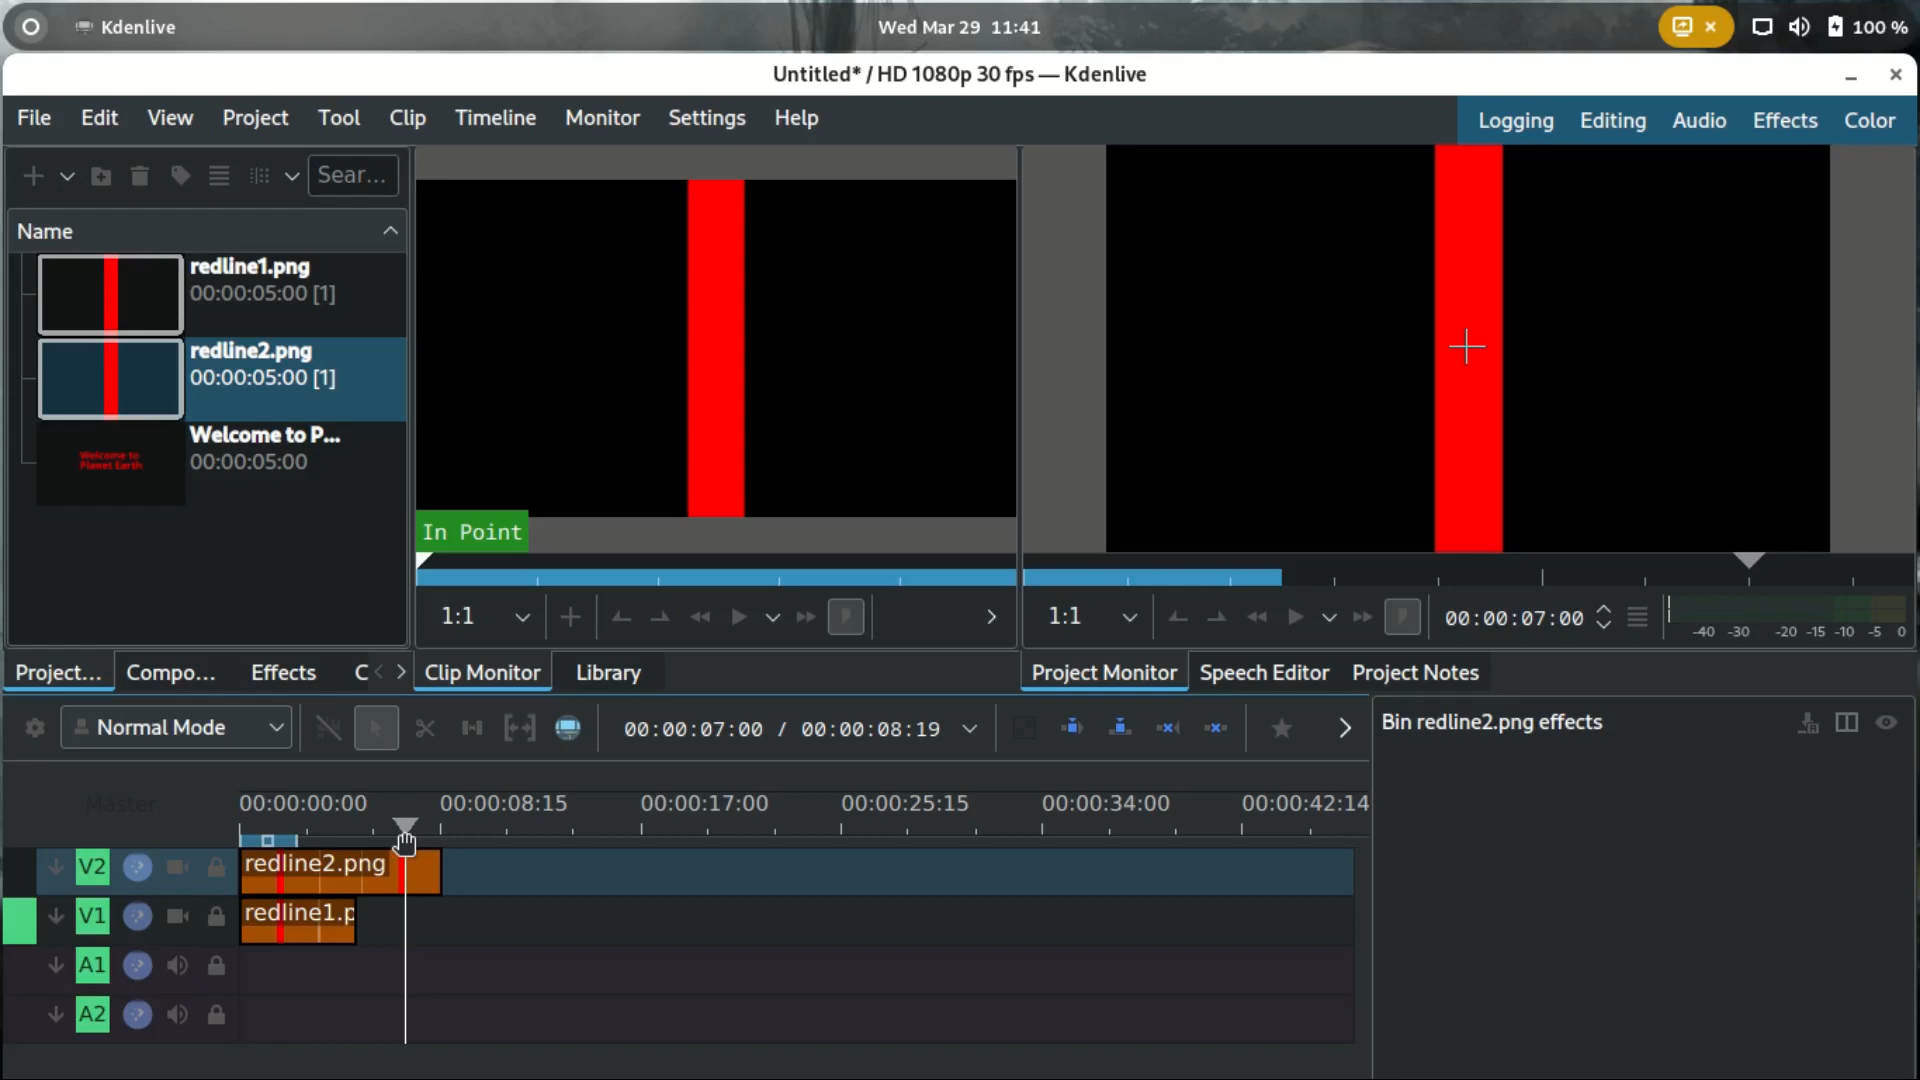 Kdenlive
Wed Mar 29 11:41
100 %
Untitled* / HD 1080p 30 fps — Kdenlive
File Edit View Project Tool Clip Timeline Monitor Settings Help
Logging Editing Audio Effects Color
Sear...
Name
redline1.png
00:00:05:00 [1]
redline2.png
00:00:05:00 [1]
Welcome to P...
00:00:05:00
Welcome to
Planet Earth
In Point
1:1
1:1
00:00:07:00
-40 -30 -20 -15 -10 -5 0
Project... Compo... Effects C
Clip Monitor Library
Project Monitor Speech Editor Project Notes
Normal Mode
00:00:07:00 / 00:00:08:19
Bin redline2.png effects
Master
00:00:00:00 00:00:08:15 00:00:17:00 00:00:25:15 00:00:34:00 00:00:42:14
V2 redline2.png
V1 redline1.p
A1
A2